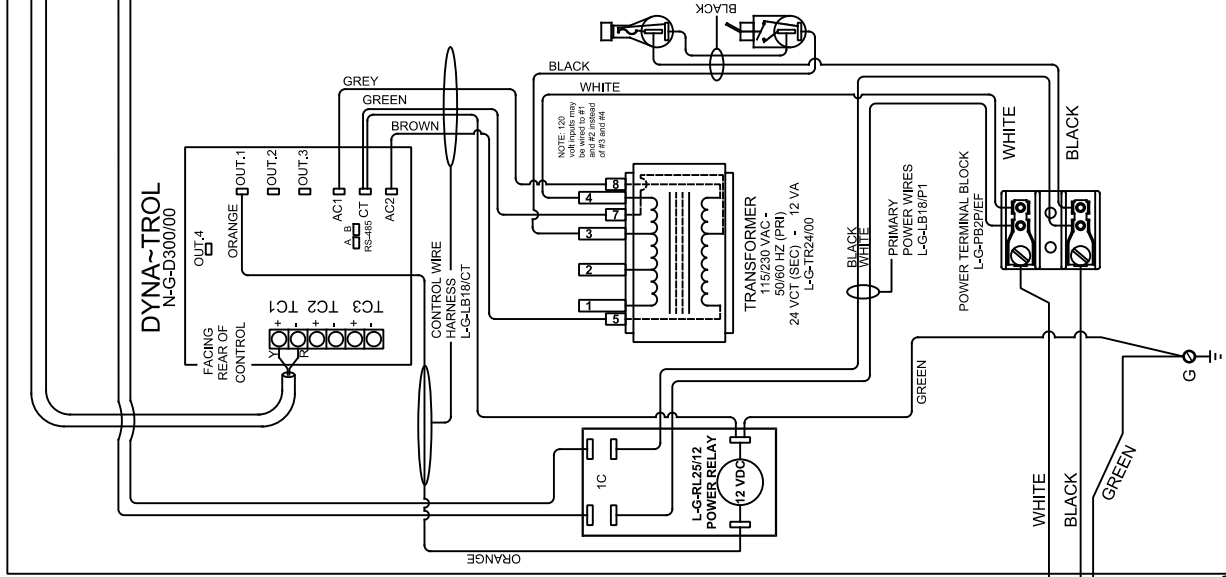 BLACK
BLACK
WHITE
GREY
GREEN
BROWN
NOTE: 120
volt inputs may
be wired to #1
and #2 instead
of #3 and #4
DYNA~TROL
N-G-D300/00
OUT.1
OUT.2
OUT.3
OUT.4
ORANGE
AC1
CT
AC2
A B
RS-485
TC1
TC2
TC3
+ - + - + -
Y
R
FACING
REAR OF
CONTROL
CONTROL WIRE
HARNESS
L-G-LB18/CT
8
4
7
3
2
1
5
TRANSFORMER
115/230 VAC -
50/60 HZ (PRI)
24 VCT (SEC) - 12 VA
L-G-TR24/00
BLACK
WHITE
PRIMARY
POWER WIRES
L-G-LB18/P1
POWER TERMINAL BLOCK
L-G-PB2P/EF
WHITE
BLACK
GREEN
G
1C
L-G-RL25/12
POWER RELAY
12 VDC
ORANGE
WHITE
BLACK
GREEN